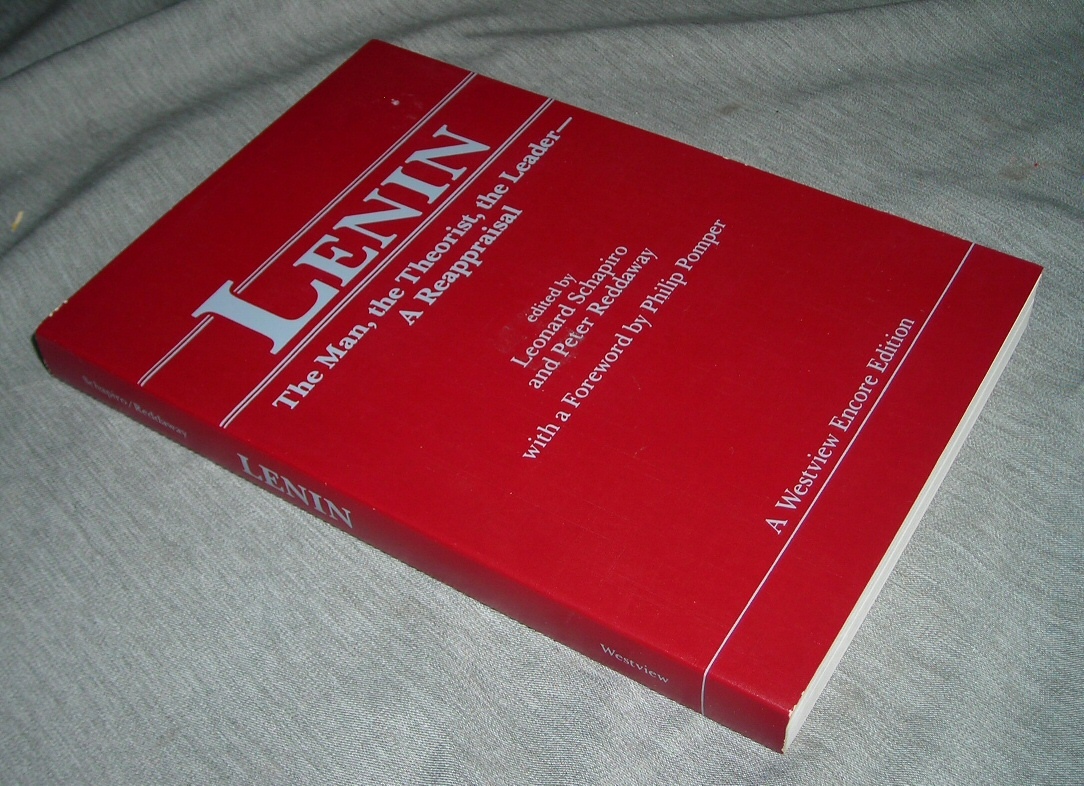 LENIN
The Man, the Theorist, the Leader—
A Reappraisal
edited by
Leonard Schapiro
and Peter Reddaway
with a Foreword by Philip Pomper
A Westview Encore Edition
Schapiro/Reddaway
LENIN
Westview